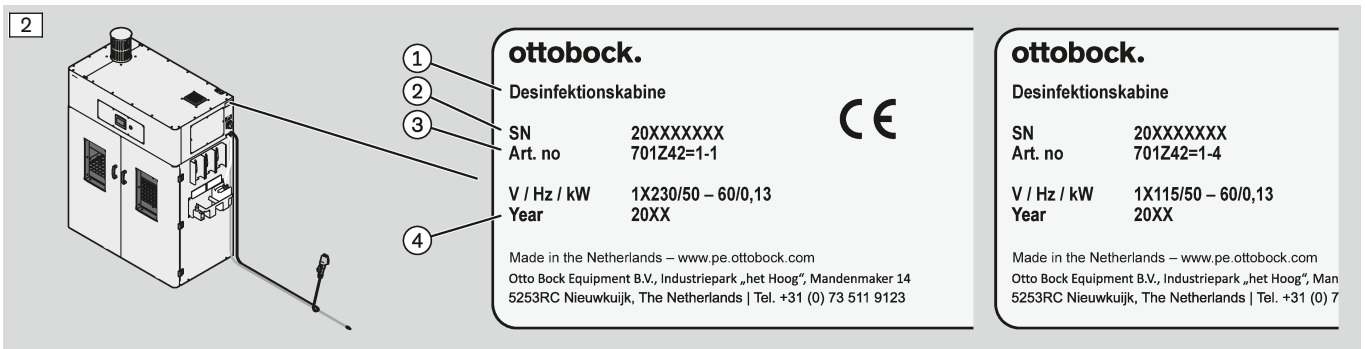 2
1
2
3
4
ottobock.
Desinfektionskabine
SN 20XXXXXXX
Art. no 701Z42=1-1
CE
V / Hz / kW 1X230/50 – 60/0,13
Year 20XX
Made in the Netherlands – www.pe.ottobock.com
Otto Bock Equipment B.V., Industriepark „het Hoog“, Mandenmaker 14
5253RC Nieuwkuijk, The Netherlands | Tel. +31 (0) 73 511 9123
ottobock.
Desinfektionskabine
SN 20XXXXXXX
Art. no 701Z42=1-4
V / Hz / kW 1X115/50 – 60/0,13
Year 20XX
Made in the Netherlands – www.pe.ottobock.com
Otto Bock Equipment B.V., Industriepark „het Hoog“, Man
5253RC Nieuwkuijk, The Netherlands | Tel. +31 (0) 7